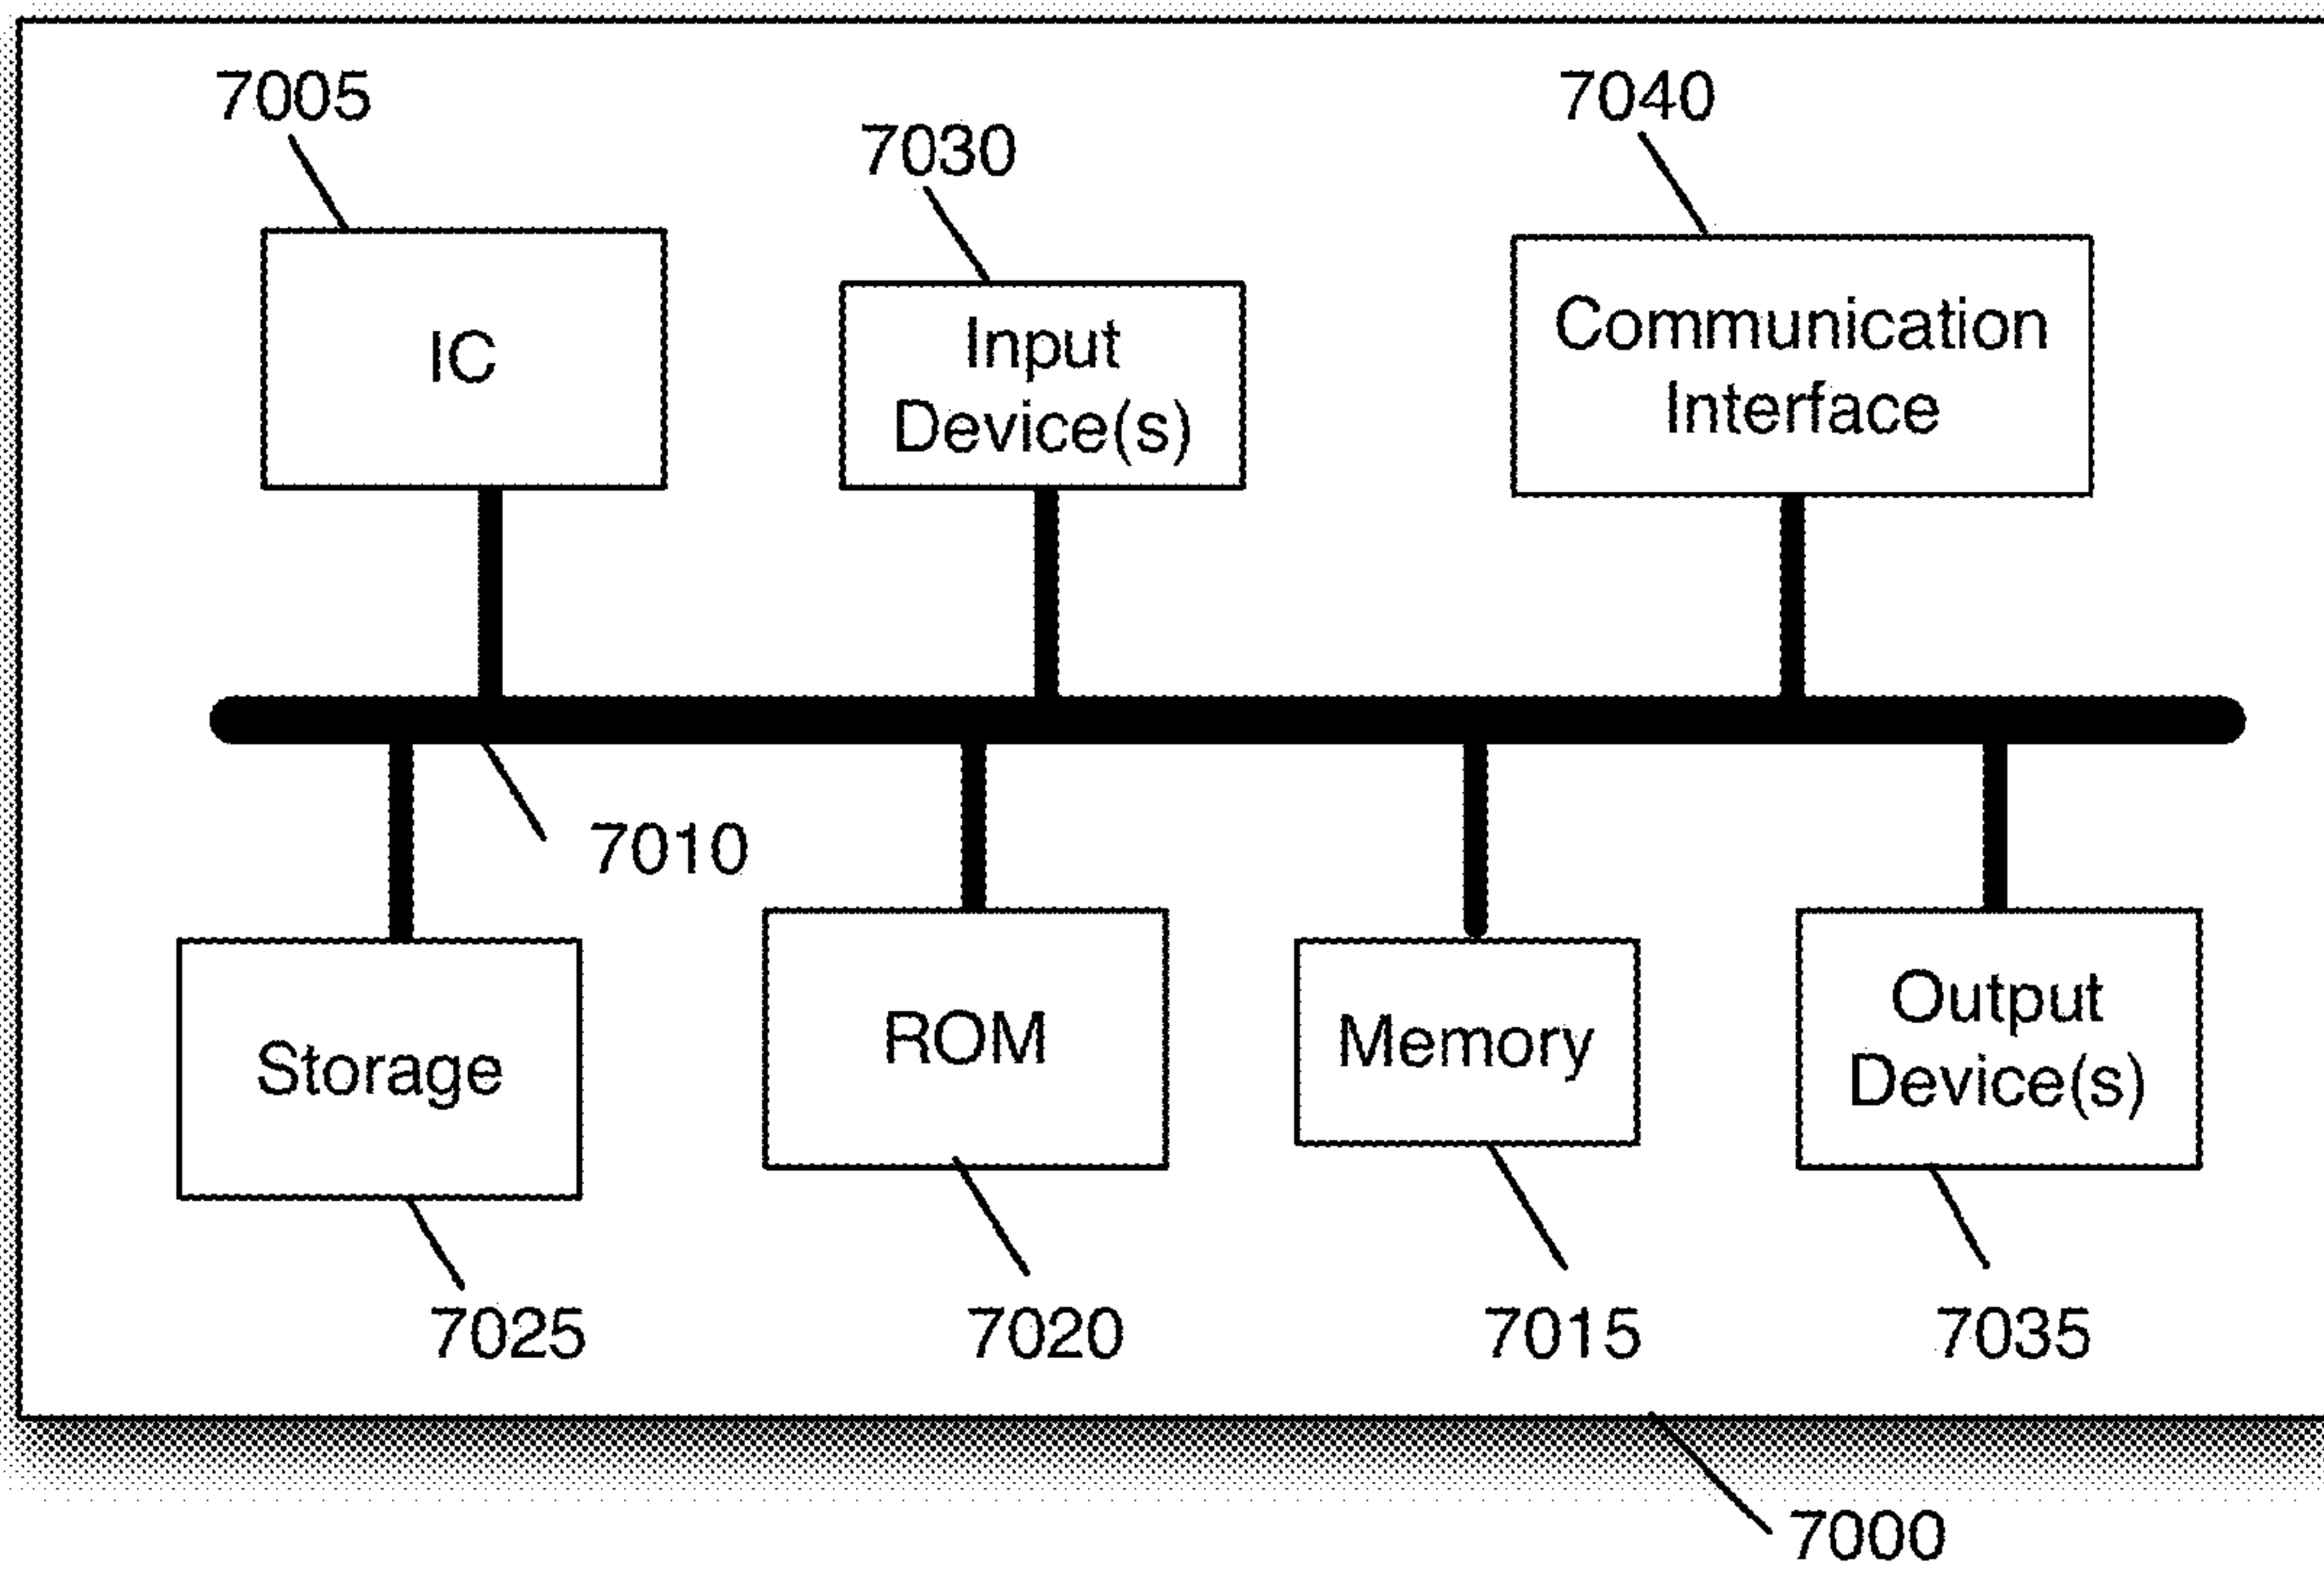 7005
7030
7040
IC
Input
Device(s)
Communication
Interface
7010
Storage
ROM
Memory
Output
Device(s)
7025
7020
7015
7035
7000